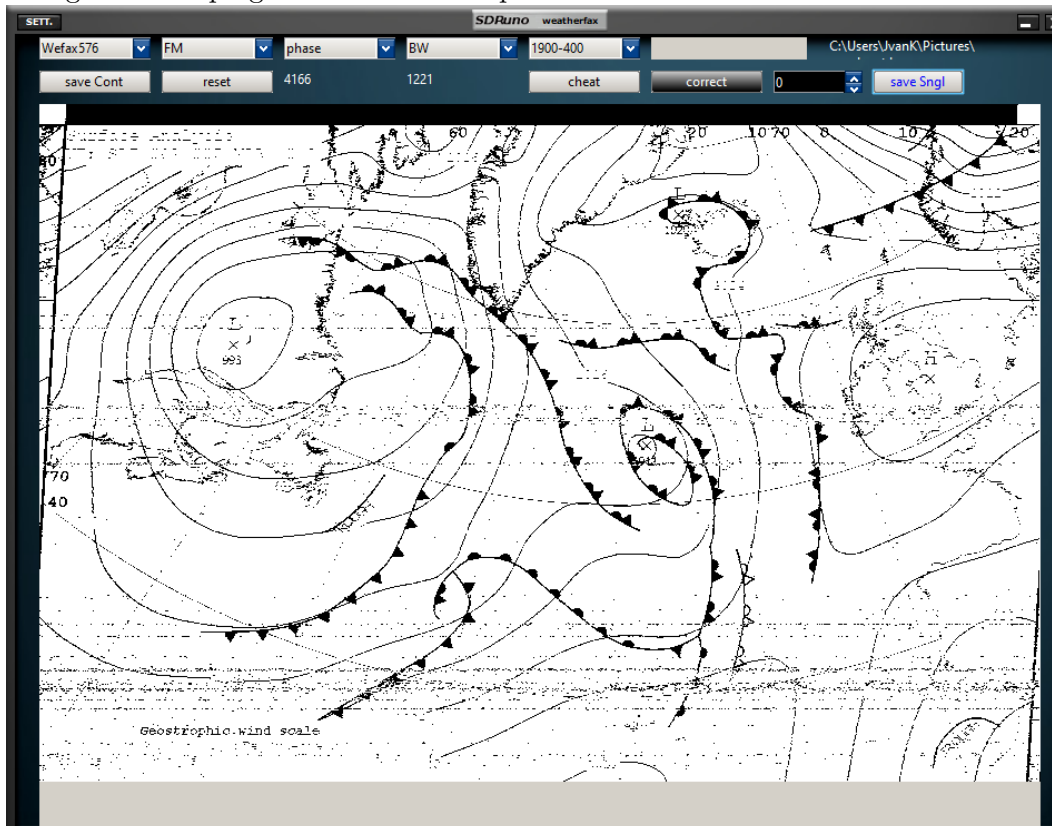 SETT. SDRuno weatherfax
Wefax576 FM phase BW 1900-400 C:\Users\JvanK\Pictures\
save Cont reset 4166 1221 cheat correct 0 save Sngl
60 20 10 70 0 10 20
80
L
L
993
H
L
70
40
Geostrophic wind scale